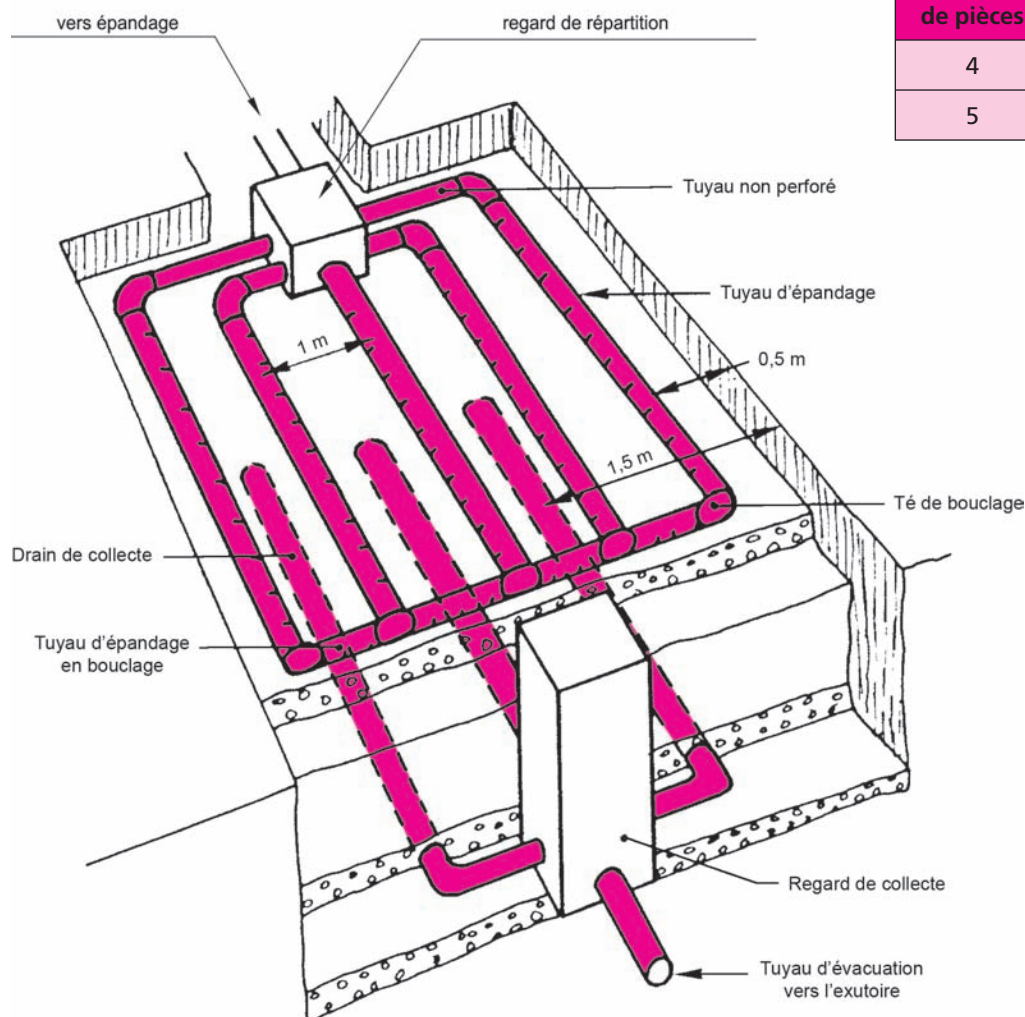 vers épandage
regard de répartition
de pièces
4
5
Tuyau non perforé
Tuyau d'épandage
1 m
0,5 m
1,5 m
Té de bouclage
Drain de collecte
Tuyau d'épandage
en bouclage
Regard de collecte
Tuyau d'évacuation
vers l'exutoire